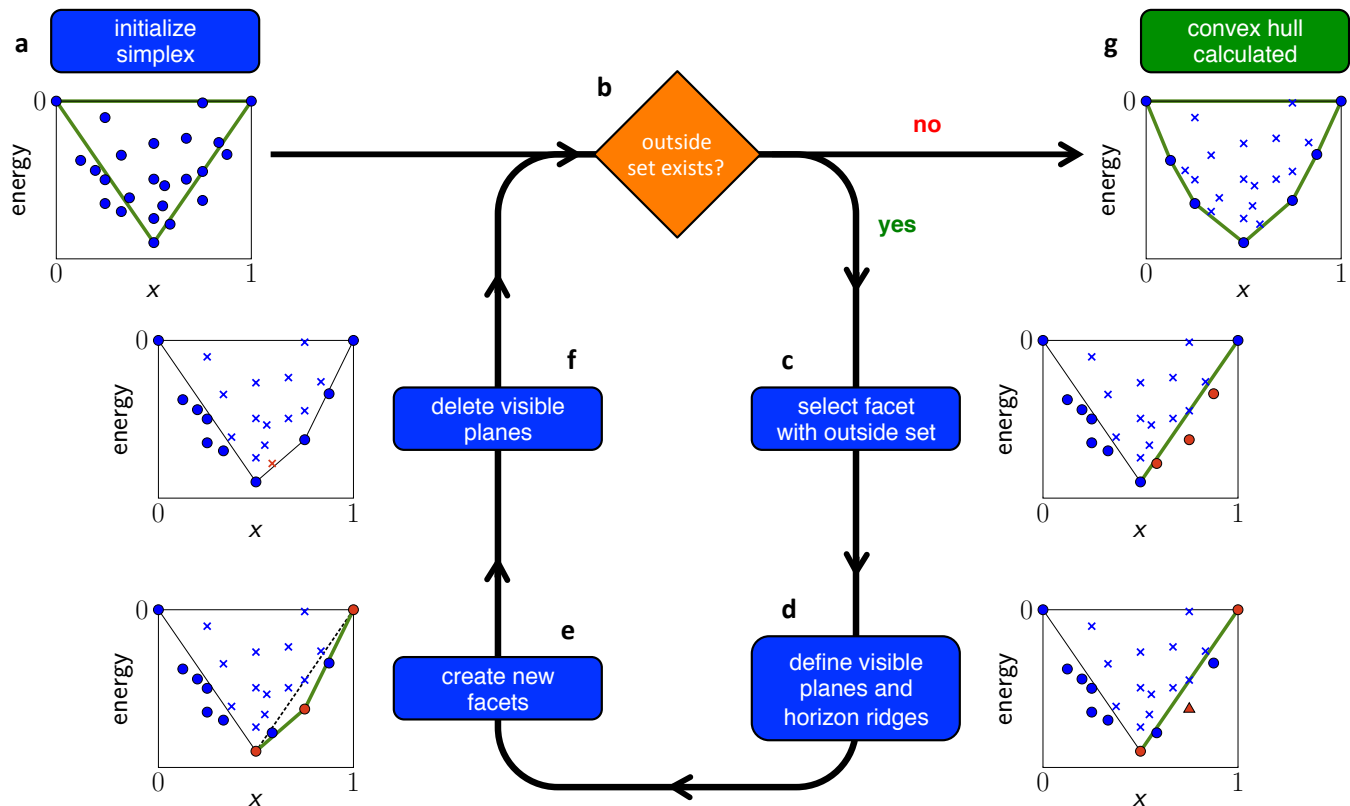 a
initialize
simplex
0
energy
0
1
x
b
outside
set exists?
no
yes
g
convex hull
calculated
0
energy
0
1
x
f
delete visible
planes
0
energy
0
1
x
c
select facet
with outside set
0
energy
0
1
x
e
create new
facets
0
energy
0
1
x
d
define visible
planes and
horizon ridges
0
energy
0
1
x